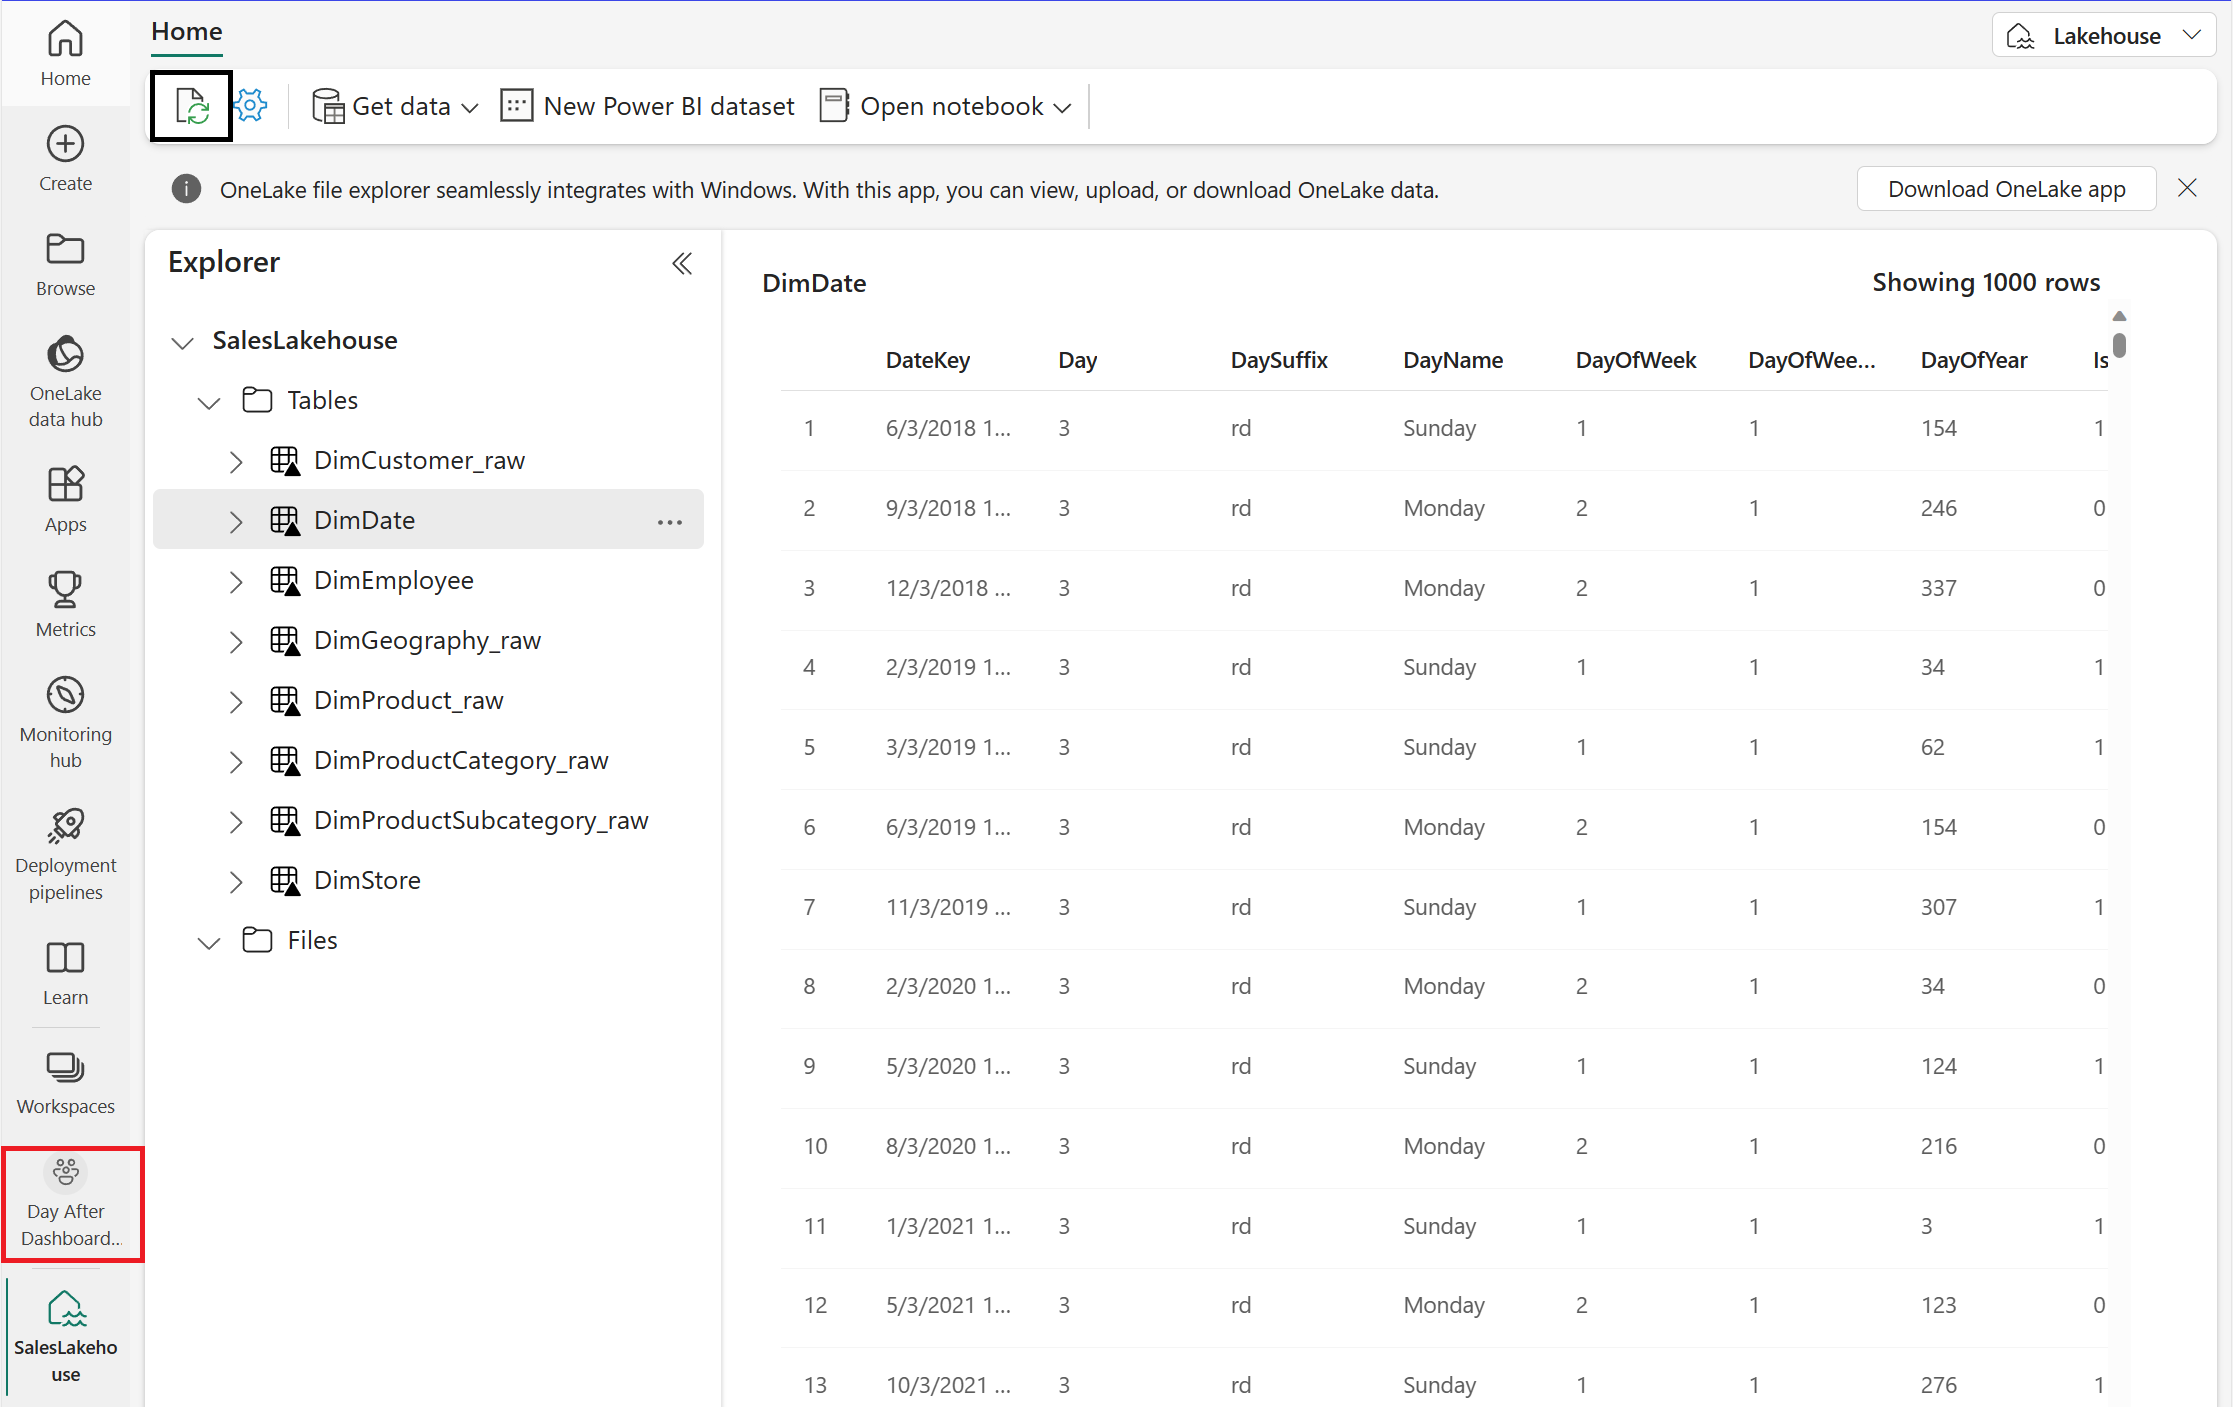 Home
Create
Browse
OneLake
data hub
Apps
Metrics
Monitoring
hub
Deployment
pipelines
Learn
Workspaces
Day After
Dashboard...
SalesLakeho
use
Home
Lakehouse
Get data
New Power BI dataset
Open notebook
OneLake file explorer seamlessly integrates with Windows. With this app, you can view, upload, or download OneLake data.
Download OneLake app
Explorer
SalesLakehouse
Tables
DimCustomer_raw
DimDate
DimEmployee
DimGeography_raw
DimProduct_raw
DimProductCategory_raw
DimProductSubcategory_raw
DimStore
Files
DimDate
Showing 1000 rows
DateKey Day DaySuffix DayName DayOfWeek DayOfWee... DayOfYear Is
1 6/3/2018 1... 3 rd Sunday 1 1 154 1
2 9/3/2018 1... 3 rd Monday 2 1 246 0
3 12/3/2018 ... 3 rd Monday 2 1 337 0
4 2/3/2019 1... 3 rd Sunday 1 1 34 1
5 3/3/2019 1... 3 rd Sunday 1 1 62 1
6 6/3/2019 1... 3 rd Monday 2 1 154 0
7 11/3/2019 ... 3 rd Sunday 1 1 307 1
8 2/3/2020 1... 3 rd Monday 2 1 34 0
9 5/3/2020 1... 3 rd Sunday 1 1 124 1
10 8/3/2020 1... 3 rd Monday 2 1 216 0
11 1/3/2021 1... 3 rd Sunday 1 1 3 1
12 5/3/2021 1... 3 rd Monday 2 1 123 0
13 10/3/2021 ... 3 rd Sunday 1 1 276 1